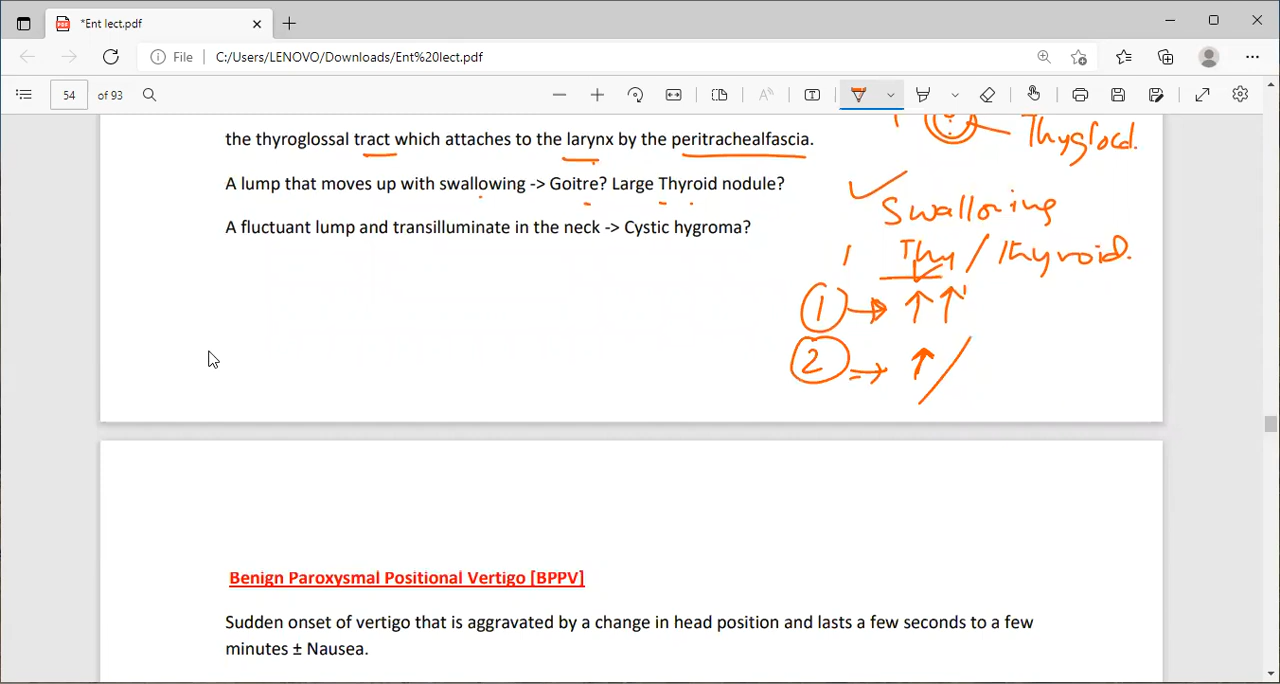 *Ent lect.pdf
File C:/Users/LENOVO/Downloads/Ent%20lect.pdf
54 of 93
the thyroglossal tract which attaches to the larynx by the peritrachealfascia.
A lump that moves up with swallowing -> Goitre? Large Thyroid nodule?
A fluctuant lump and transilluminate in the neck -> Cystic hygroma?
Swallowing
Thy / Thyroid.
1
2
Benign Paroxysmal Positional Vertigo [BPPV]
Sudden onset of vertigo that is aggravated by a change in head position and lasts a few seconds to a few
minutes ± Nausea.